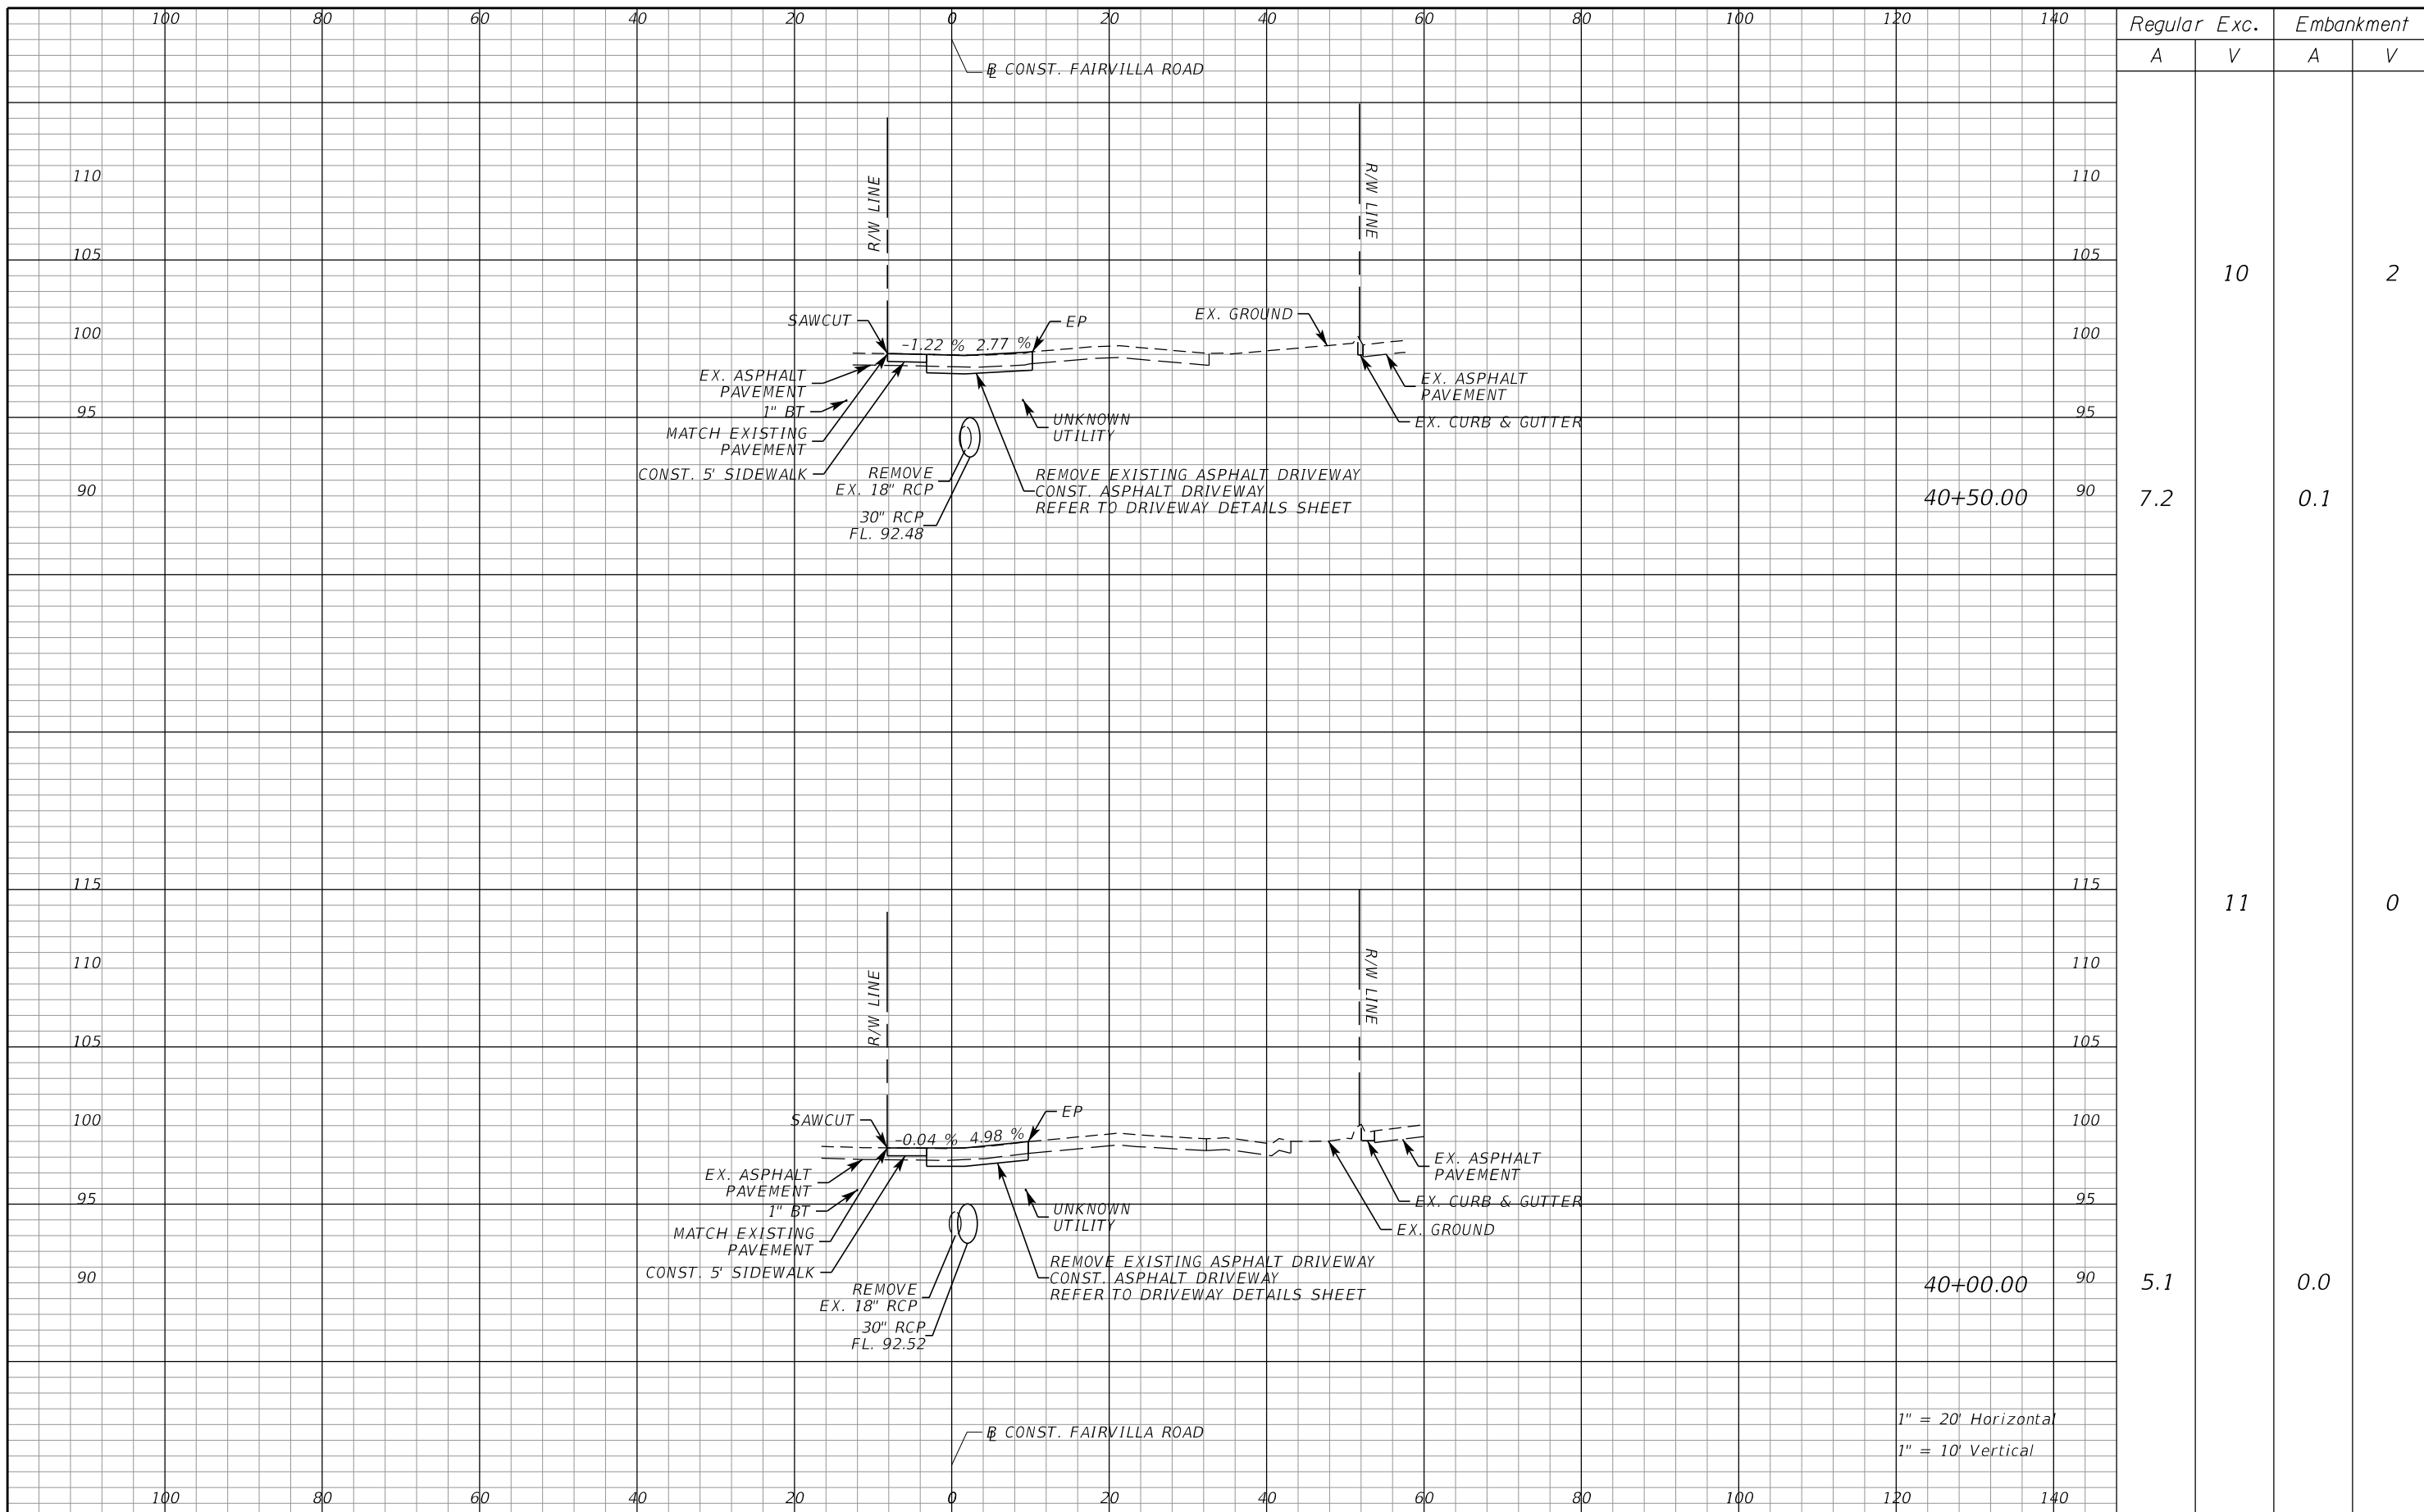 100 80 60 40 20 0 20 40 60 80 100 120 140
Regular Exc. Embankment
A V A V
℄ CONST. FAIRVILLA ROAD
R/W LINE
R/W LINE
110 110
105 105
10 2
100 100
SAWCUT
-1.22 % 2.77 %
EP
EX. GROUND
EX. ASPHALT
PAVEMENT
1" BT
MATCH EXISTING
PAVEMENT
CONST. 5' SIDEWALK
REMOVE
EX. 18" RCP
30" RCP
FL. 92.48
UNKNOWN
UTILITY
REMOVE EXISTING ASPHALT DRIVEWAY
CONST. ASPHALT DRIVEWAY
REFER TO DRIVEWAY DETAILS SHEET
EX. ASPHALT
PAVEMENT
EX. CURB & GUTTER
95 95
90 90
40+50.00 7.2 0.1
115 115
11 0
110 110
R/W LINE
R/W LINE
105 105
100 100
SAWCUT
-0.04 % 4.98 %
EP
EX. ASPHALT
PAVEMENT
1" BT
MATCH EXISTING
PAVEMENT
CONST. 5' SIDEWALK
REMOVE
EX. 18" RCP
30" RCP
FL. 92.52
UNKNOWN
UTILITY
REMOVE EXISTING ASPHALT DRIVEWAY
CONST. ASPHALT DRIVEWAY
REFER TO DRIVEWAY DETAILS SHEET
EX. ASPHALT
PAVEMENT
EX. CURB & GUTTER
EX. GROUND
95 95
90 90
40+00.00 5.1 0.0
℄ CONST. FAIRVILLA ROAD
1" = 20' Horizontal
1" = 10' Vertical
100 80 60 40 20 0 20 40 60 80 100 120 140